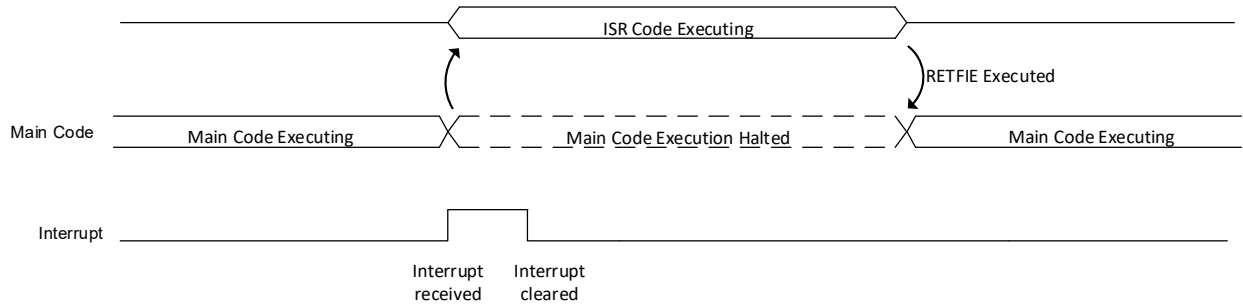 ISR Code Executing
RETFIE Executed
Main Code
Main Code Executing
Main Code Execution Halted
Main Code Executing
Interrupt
Interrupt
received
Interrupt
cleared